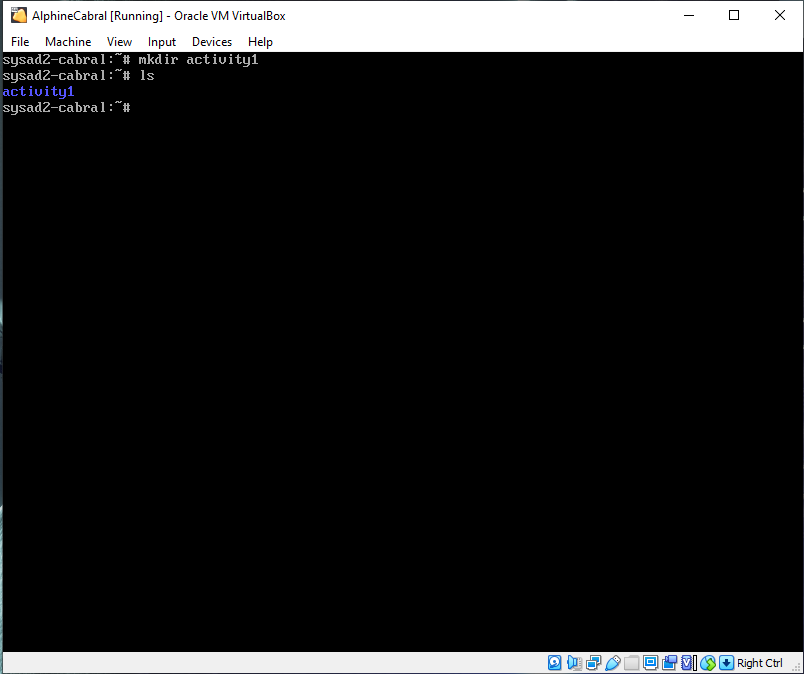 AlphineCabral [Running] - Oracle VM VirtualBox
File Machine View Input Devices Help
sysad2-cabral:~# mkdir activity1
sysad2-cabral:~# ls
activity1
sysad2-cabral:~#
Right Ctrl